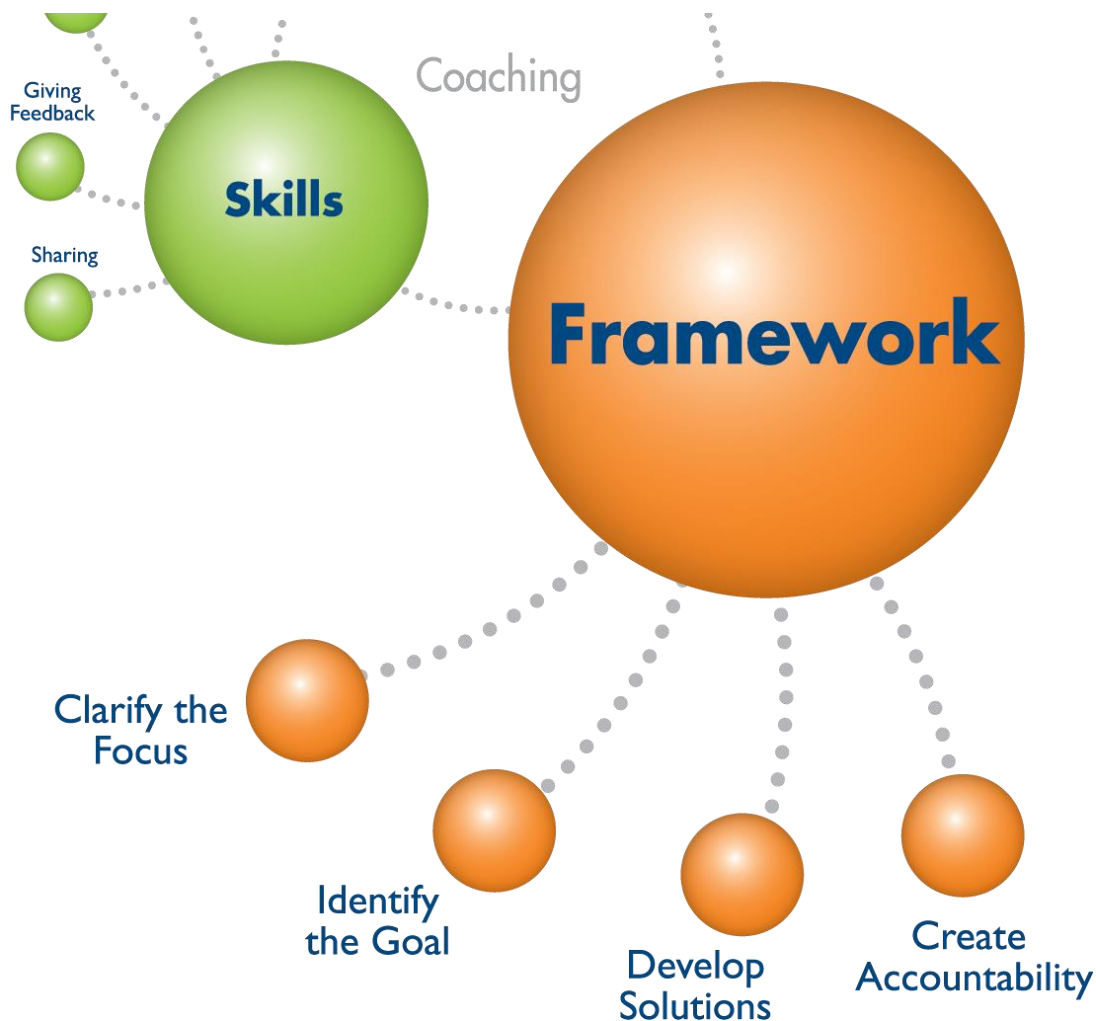 Coaching
Giving
Feedback
Skills
Sharing
Framework
Clarify the
Focus
Identify
the Goal
Develop
Solutions
Create
Accountability